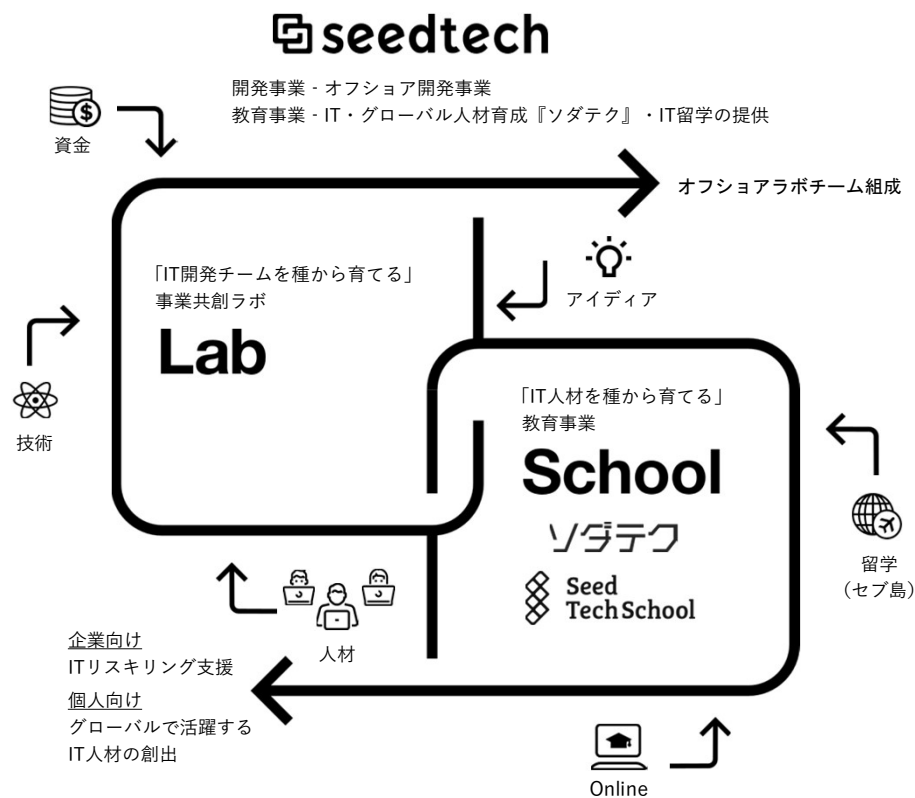 seedtech
開発事業 - オフショア開発事業
教育事業 - IT・グローバル人材育成『ソダテク』・IT留学の提供
資金
オフショアラボチーム組成
「IT開発チームを種から育てる」
事業共創ラボ
Lab
アイディア
技術
「IT人材を種から育てる」
教育事業
School
ソダテク
Seed
Tech School
留学
（セブ島）
人材
企業向け
ITリスキリング支援
個人向け
グローバルで活躍する
IT人材の創出
Online